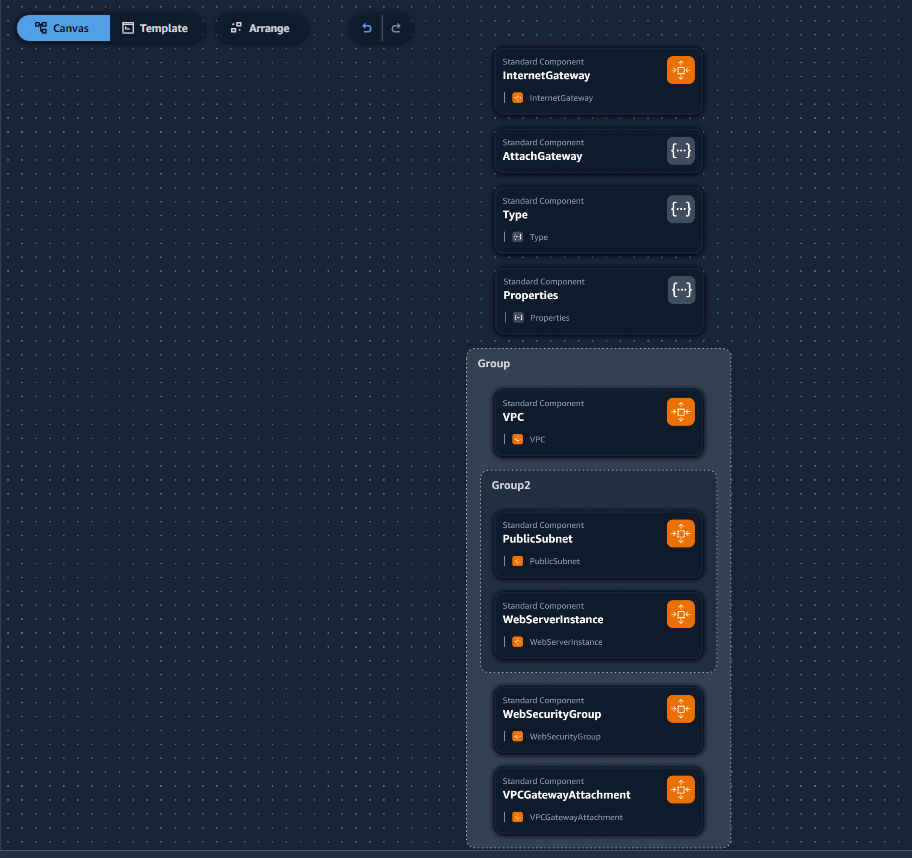 Canvas
Template
Arrange
Standard Component
InternetGateway
InternetGateway
Standard Component
AttachGateway
{···}
Standard Component
Type
{···}
Type
Standard Component
Properties
{···}
Properties
Group
Standard Component
VPC
VPC
Group2
Standard Component
PublicSubnet
PublicSubnet
Standard Component
WebServerInstance
WebServerInstance
Standard Component
WebSecurityGroup
WebSecurityGroup
Standard Component
VPCGatewayAttachment
VPCGatewayAttachment